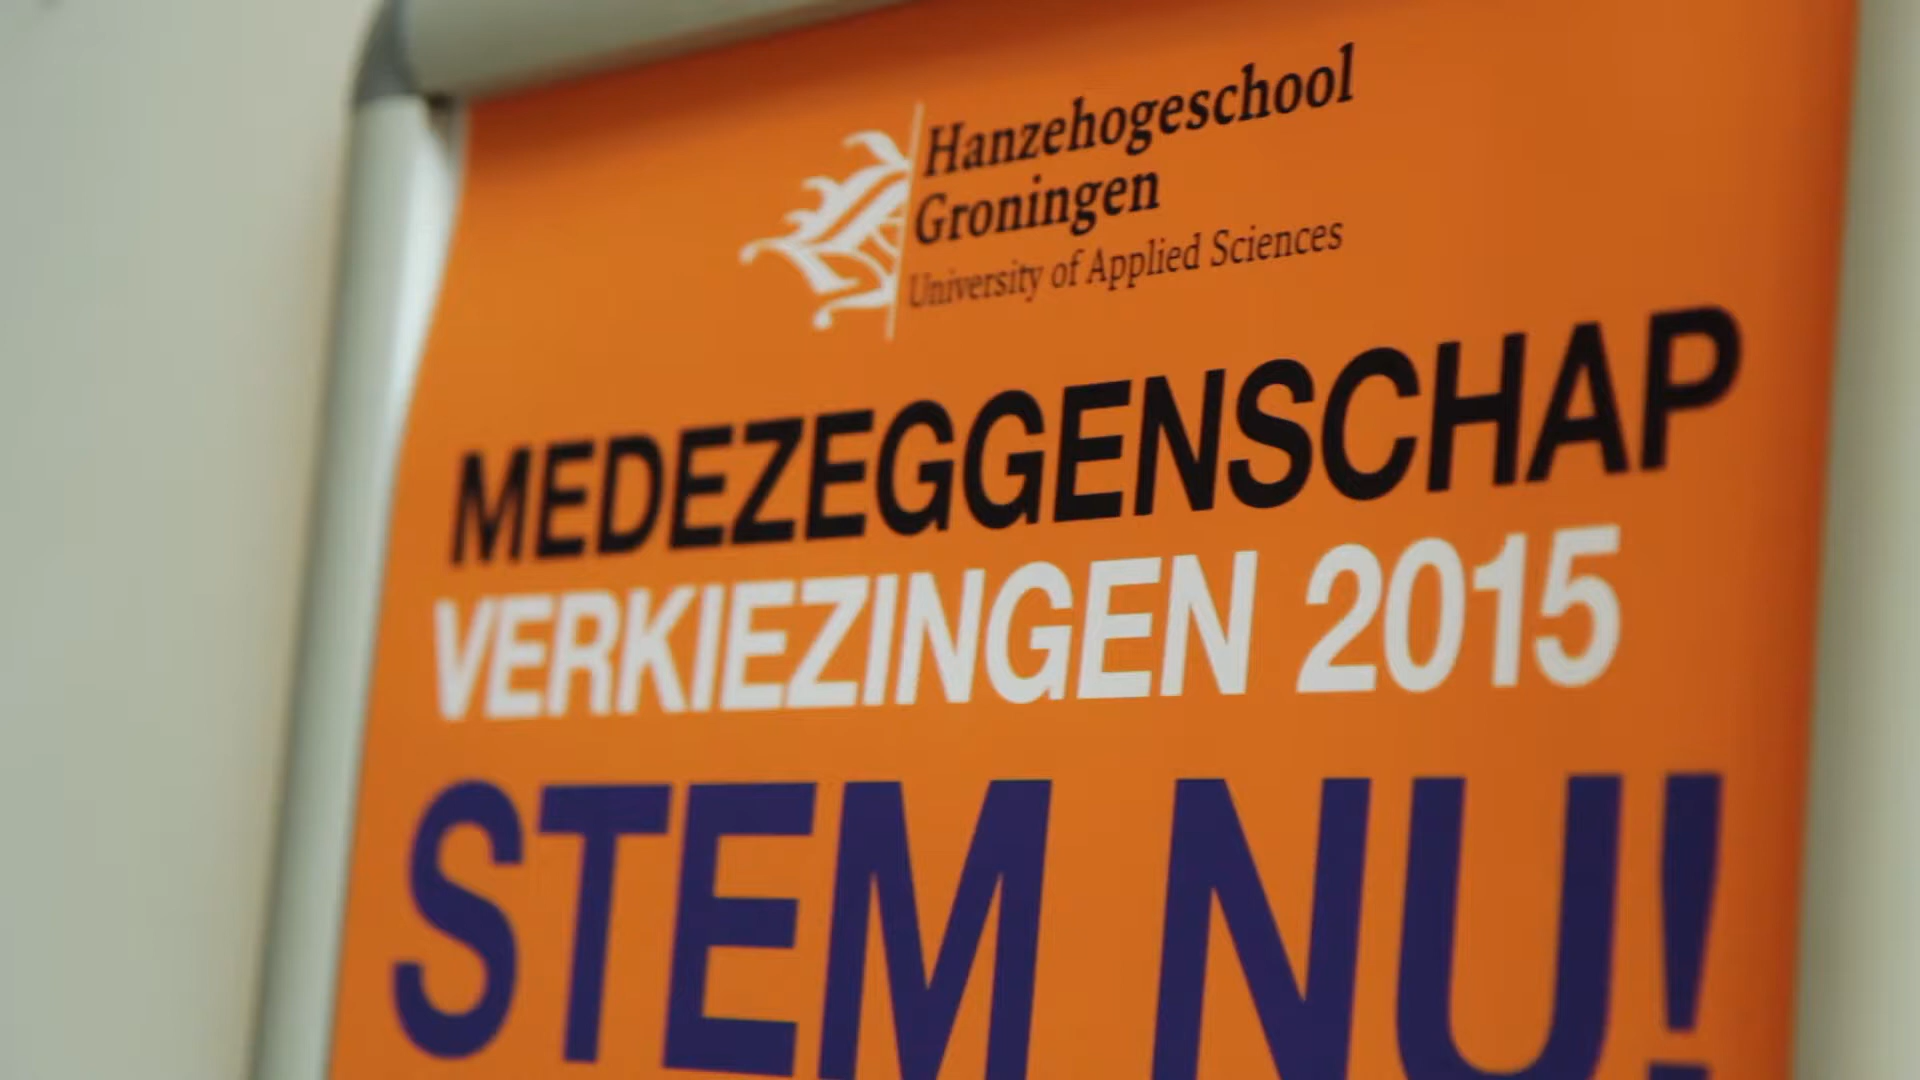 Hanzehogeschool
Groningen
University of Applied Sciences
MEDEZEGGENSCHAP
VERKIEZINGEN 2015
STEM NU!